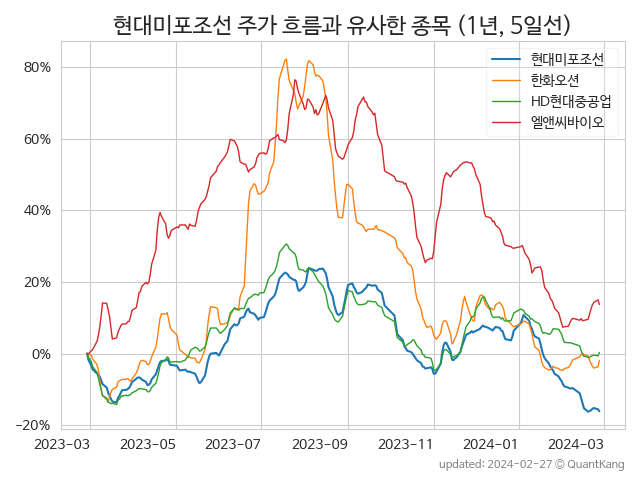 현대미포조선 주가 흐름과 유사한 종목 (1년, 5일선)
현대미포조선
한화오션
HD현대중공업
엘앤씨바이오
80%
60%
40%
20%
0%
−20%
2023-03 2023-05 2023-07 2023-09 2023-11 2024-01 2024-03
updated: 2024-02-27 © QuantKang